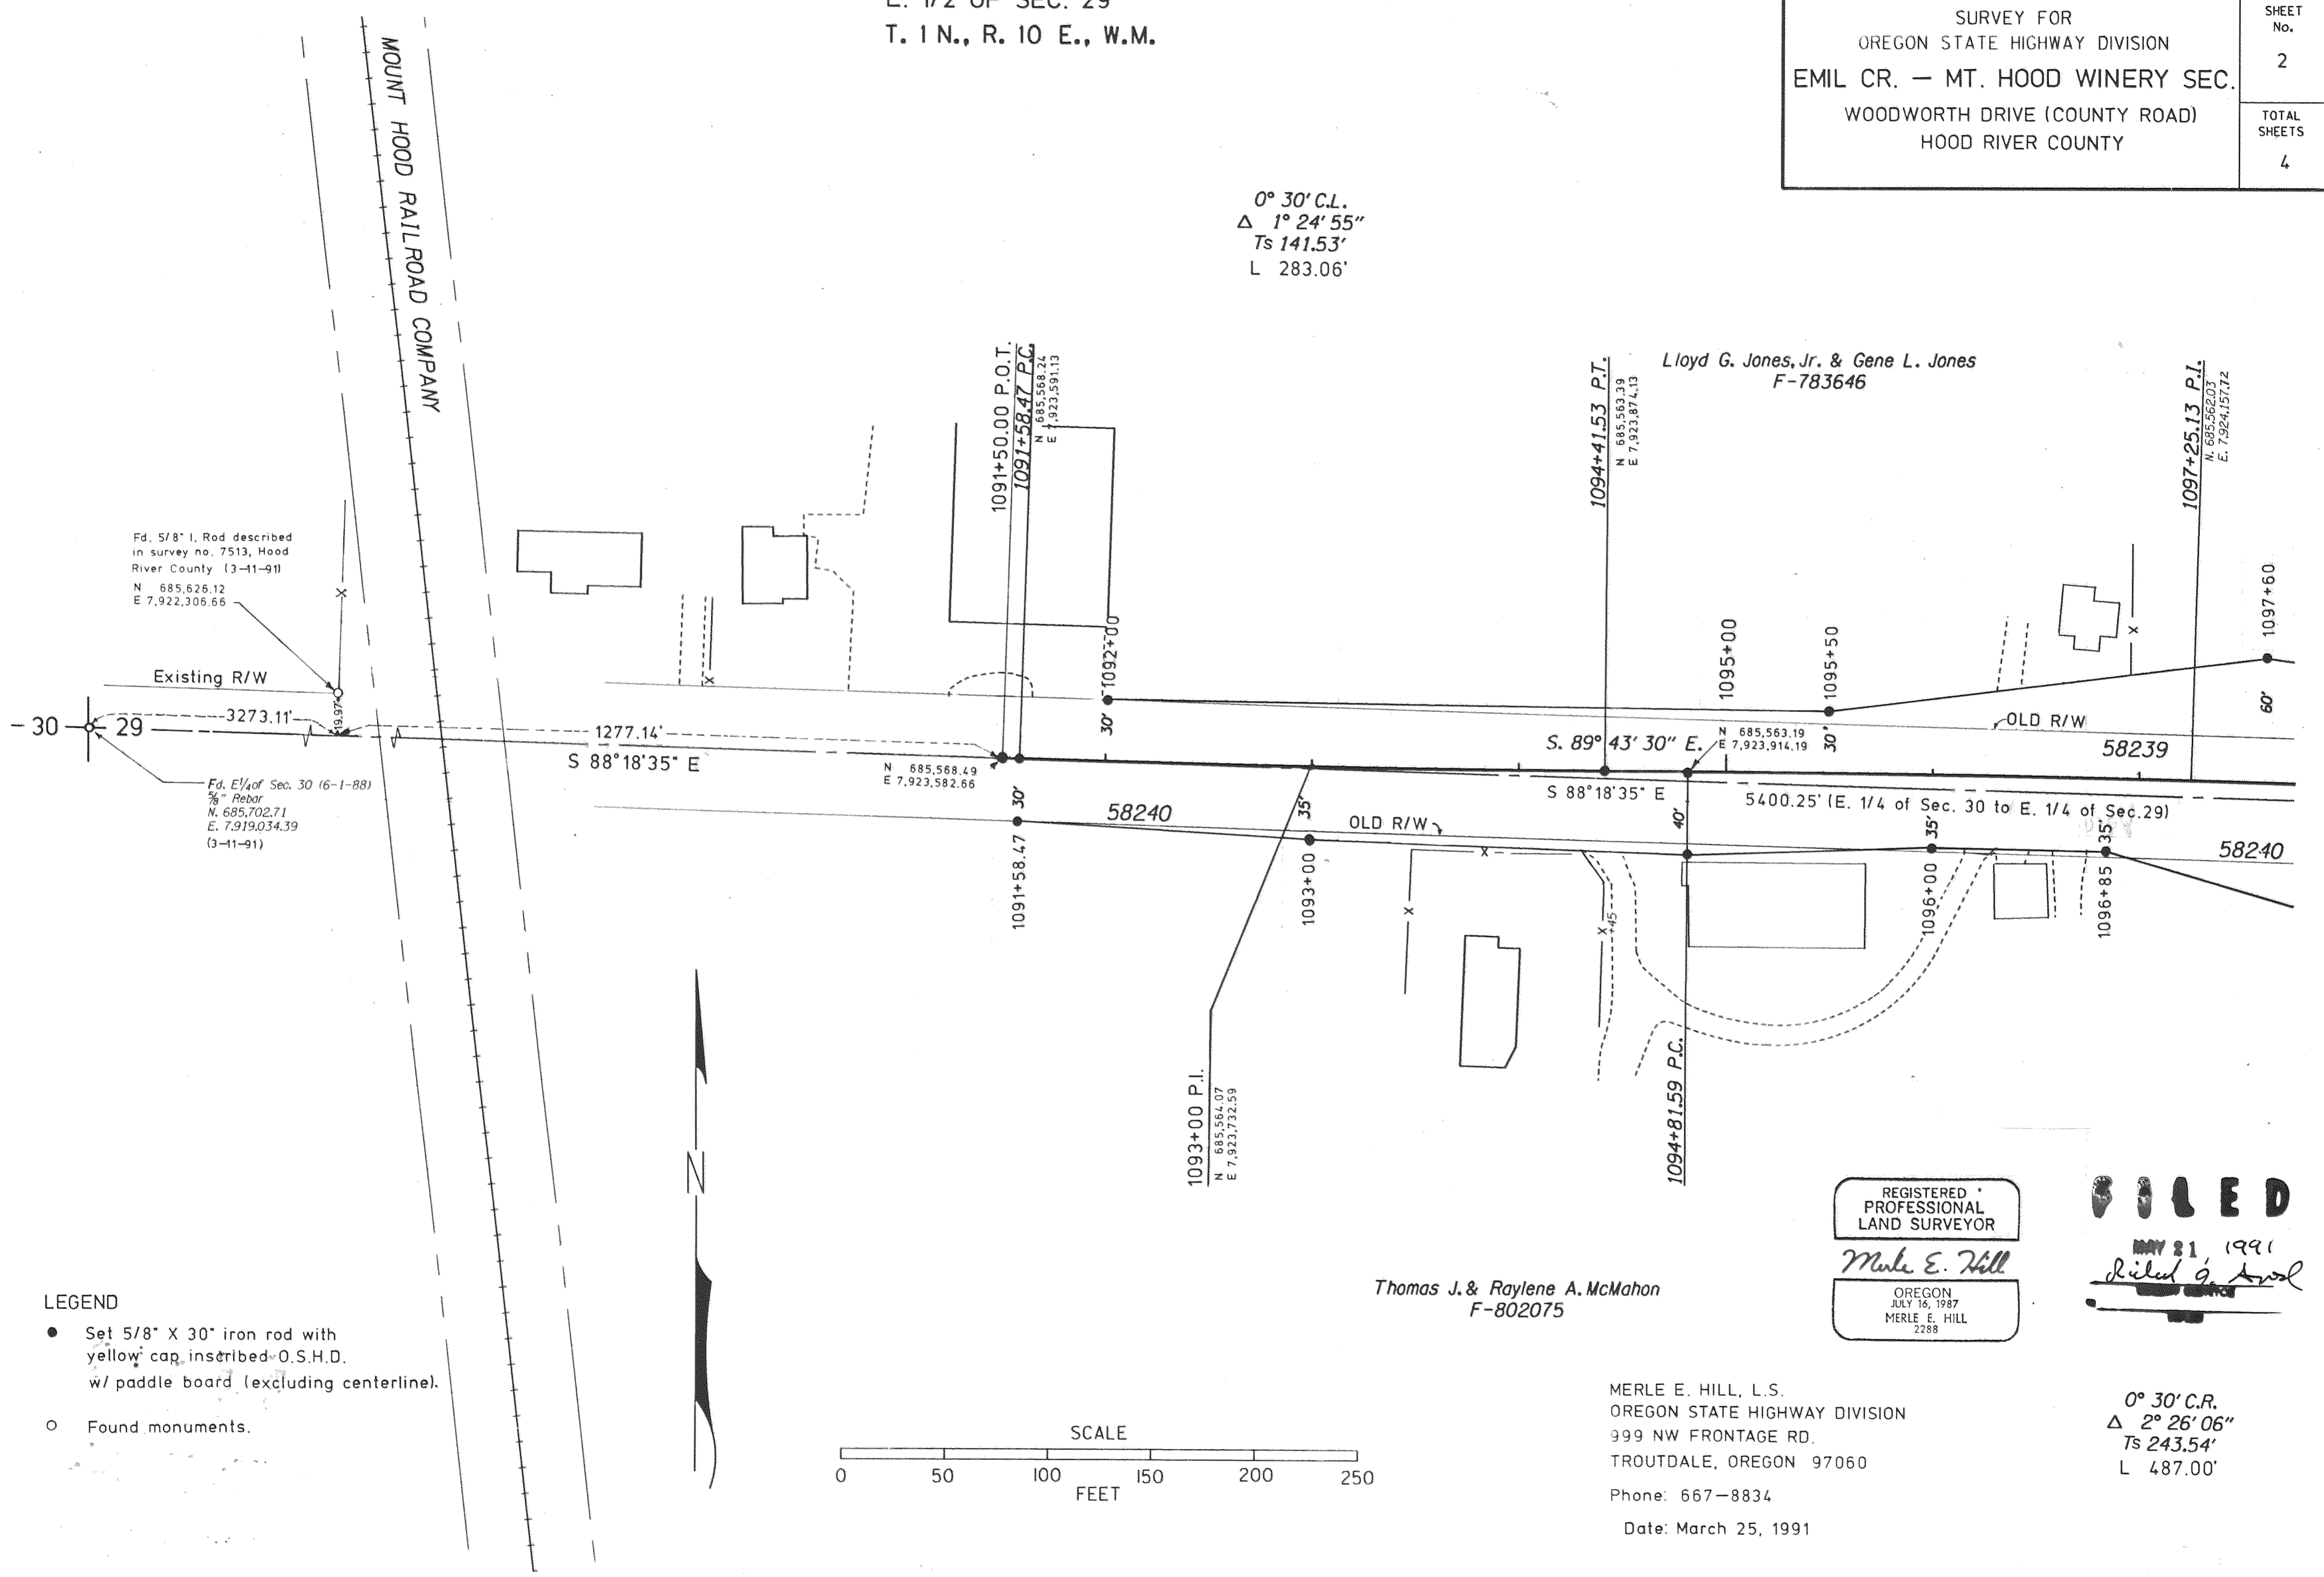 E. 1/2 OF SEC. 29
T. 1 N., R. 10 E., W.M.
SURVEY FOR
OREGON STATE HIGHWAY DIVISION
EMIL CR. — MT. HOOD WINERY SEC.
WOODWORTH DRIVE (COUNTY ROAD)
HOOD RIVER COUNTY
SHEET
No.
2
TOTAL
SHEETS
4
MOUNT HOOD RAILROAD COMPANY
0° 30' C.L.
Δ 1° 24' 55"
Ts 141.53'
L 283.06'
Lloyd G. Jones, Jr. & Gene L. Jones
F-783646
1091+50.00 P.O.T.
1091+58.47 P.C.
N 685,568.24
E 7,923,591.13
1094+41.53 P.T.
N 685,563.39
E 7,923,874.13
1097+25.13 P.I.
N. 685,562.03
E. 7,924,157.72
Fd. 5/8" I. Rod described
in survey no. 7513, Hood
River County (3-11-91)
N 685,626.12
E 7,922,306.66
X
X
X
1092+00
1095+00
1095+50
1097+60
Existing R/W
19.97'
30'
30'
60'
- 30
29
3273.11'
1277.14'
S 88° 18' 35" E
N 685,568.49
E 7,923,582.66
S. 89° 43' 30" E.
N 685,563.19
E 7,923,914.19
OLD R/W
58239
Fd. E1/4 of Sec. 30 (6-1-88)
5/8" Rebar
N. 685,702.71
E. 7,919,034.39
(3-11-91)
S 88° 18' 35" E
5400.25' (E. 1/4 of Sec. 30 to E. 1/4 of Sec.29)
30'
35'
40'
35'
35'
58240
OLD R/W
58240
1091+58.47
1093+00
1096+00
1096+85
X
X
X
+45
1093+00 P.I.
N 685,564.07
E 7,923,732.59
1094+81.59 P.C.
N
Thomas J. & Raylene A. McMahon
F-802075
REGISTERED
PROFESSIONAL
LAND SURVEYOR
Merle E. Hill
OREGON
JULY 16, 1987
MERLE E. HILL
2288
FILED
MAY 21, 1991
LEGEND
● Set 5/8" X 30" iron rod with
yellow cap inscribed O.S.H.D.
w/ paddle board (excluding centerline).
○ Found monuments.
SCALE
0 50 100 150 200 250
FEET
MERLE E. HILL, L.S.
OREGON STATE HIGHWAY DIVISION
999 NW FRONTAGE RD.
TROUTDALE, OREGON 97060
Phone: 667-8834
Date: March 25, 1991
0° 30' C.R.
Δ 2° 26' 06"
Ts 243.54'
L 487.00'